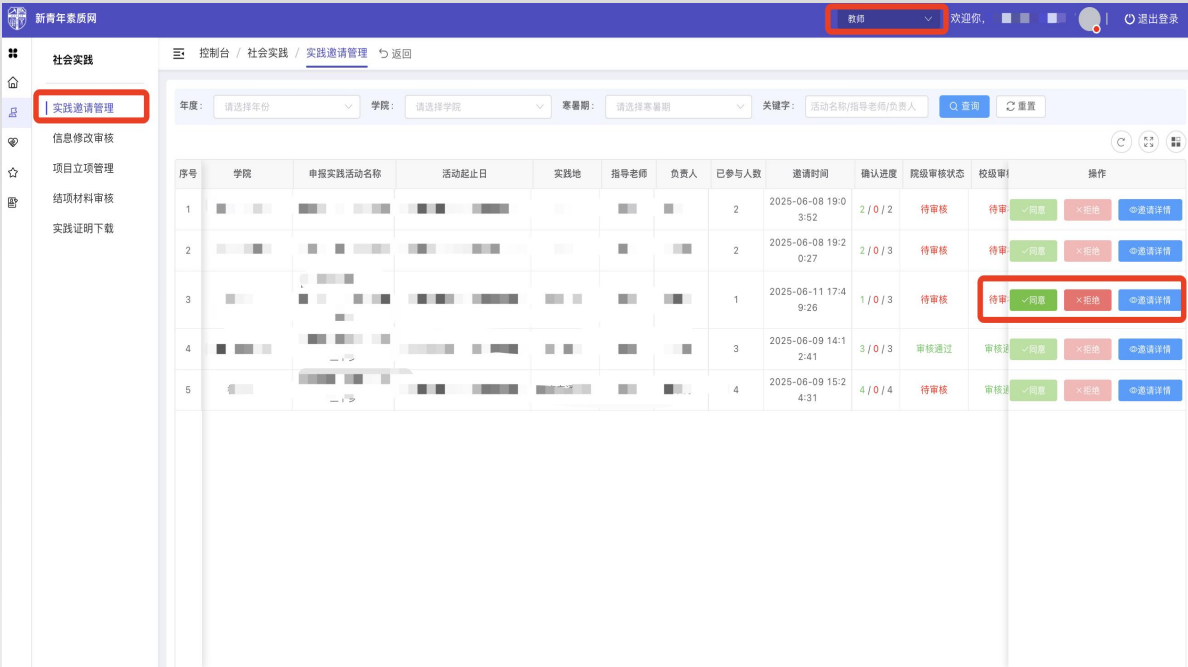 新青年素质网
教师
欢迎你,
退出登录
社会实践
控制台 / 社会实践 / 实践邀请管理 返回
实践邀请管理
信息修改审核
项目立项管理
结项材料审核
实践证明下载
年度: 请选择年份 学院: 请选择学院 寒暑期: 请选择寒暑期 关键字: 活动名称/指导老师/负责人 查询 重置
序号 学院 申报实践活动名称 活动起止日 实践地 指导老师 负责人 已参与人数 邀请时间 确认进度 院级审核状态 校级审 操作
1 2 2025-06-08 19:0 2 / 0 / 2 待审核 待审 ✓同意 ×拒绝 邀请详情
3:52
2 2 2025-06-08 19:2 2 / 0 / 3 待审核 待审 ✓同意 ×拒绝 邀请详情
0:27
3 1 2025-06-11 17:4 1 / 0 / 3 待审核 待审 ✓同意 ×拒绝 邀请详情
9:26
4 3 2025-06-09 14:1 3 / 0 / 3 审核通过 审核 ✓同意 ×拒绝 邀请详情
2:41
5 4 2025-06-09 15:2 4 / 0 / 4 待审核 审核 ✓同意 ×拒绝 邀请详情
4:31